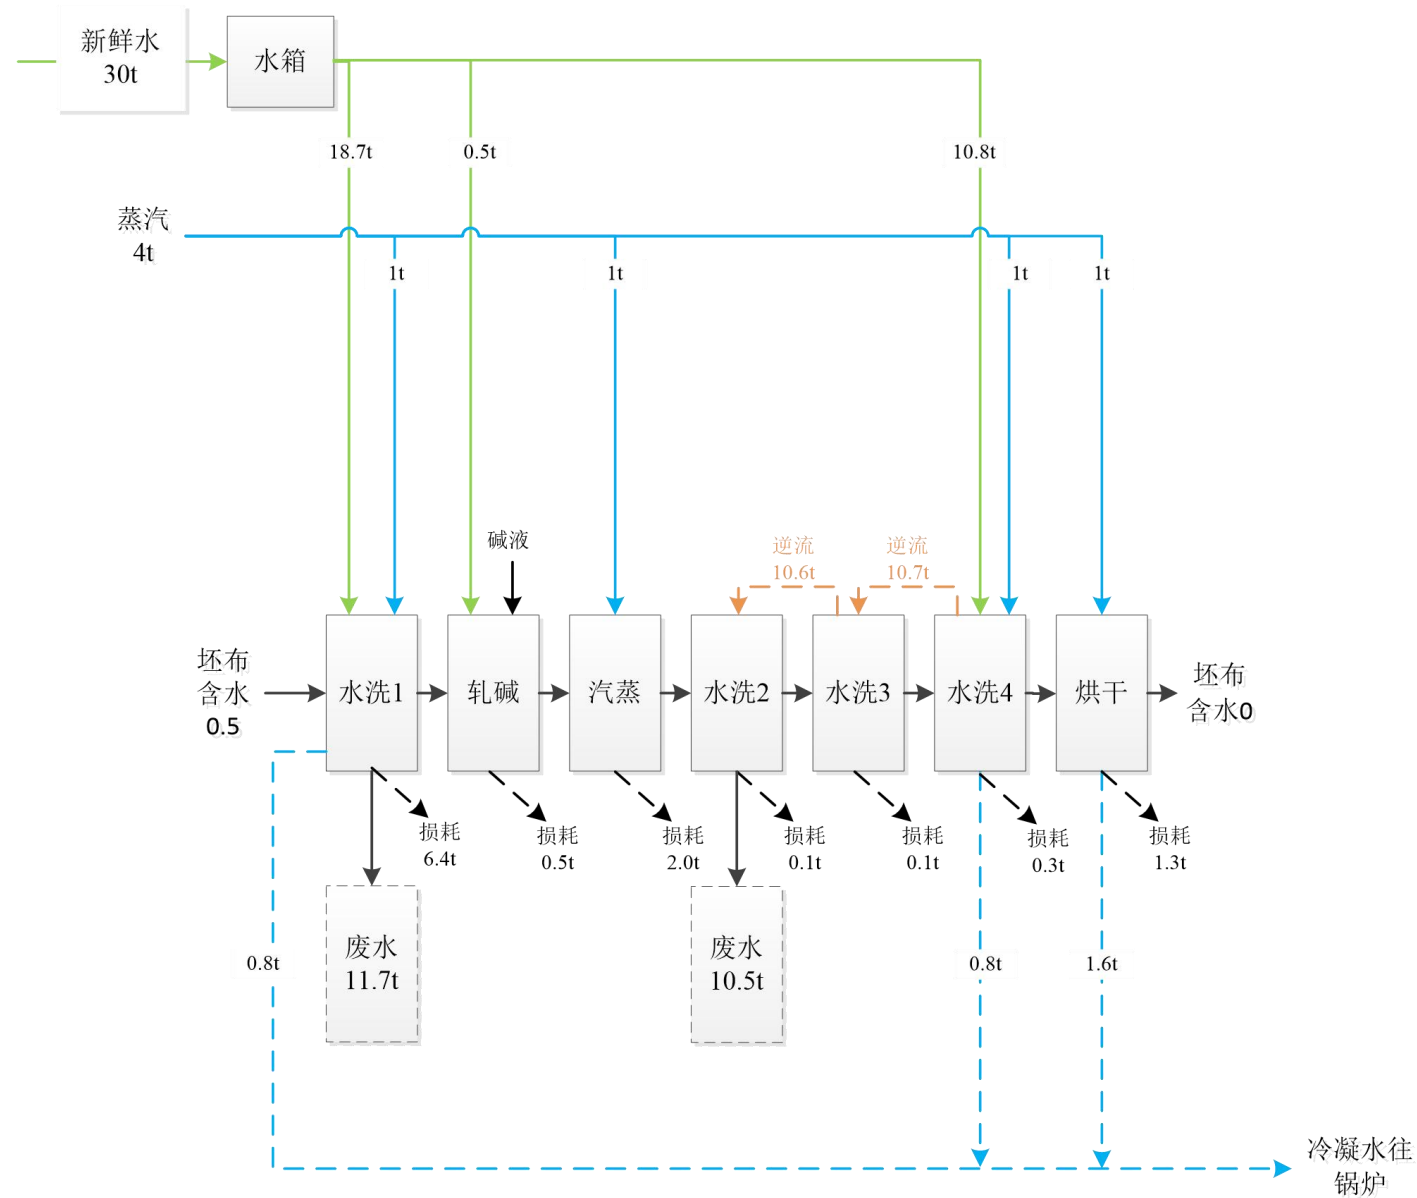 新鲜水
30t
水箱
18.7t
0.5t
10.8t
蒸汽
4t
1t
1t
1t
1t
碱液
逆流
10.6t
逆流
10.7t
坯布
含水
0.5
水洗1
轧碱
汽蒸
水洗2
水洗3
水洗4
烘干
坯布
含水0
损耗
6.4t
损耗
0.5t
损耗
2.0t
损耗
0.1t
损耗
0.1t
损耗
0.3t
损耗
1.3t
废水
11.7t
废水
10.5t
0.8t
0.8t
1.6t
冷凝水往
锅炉